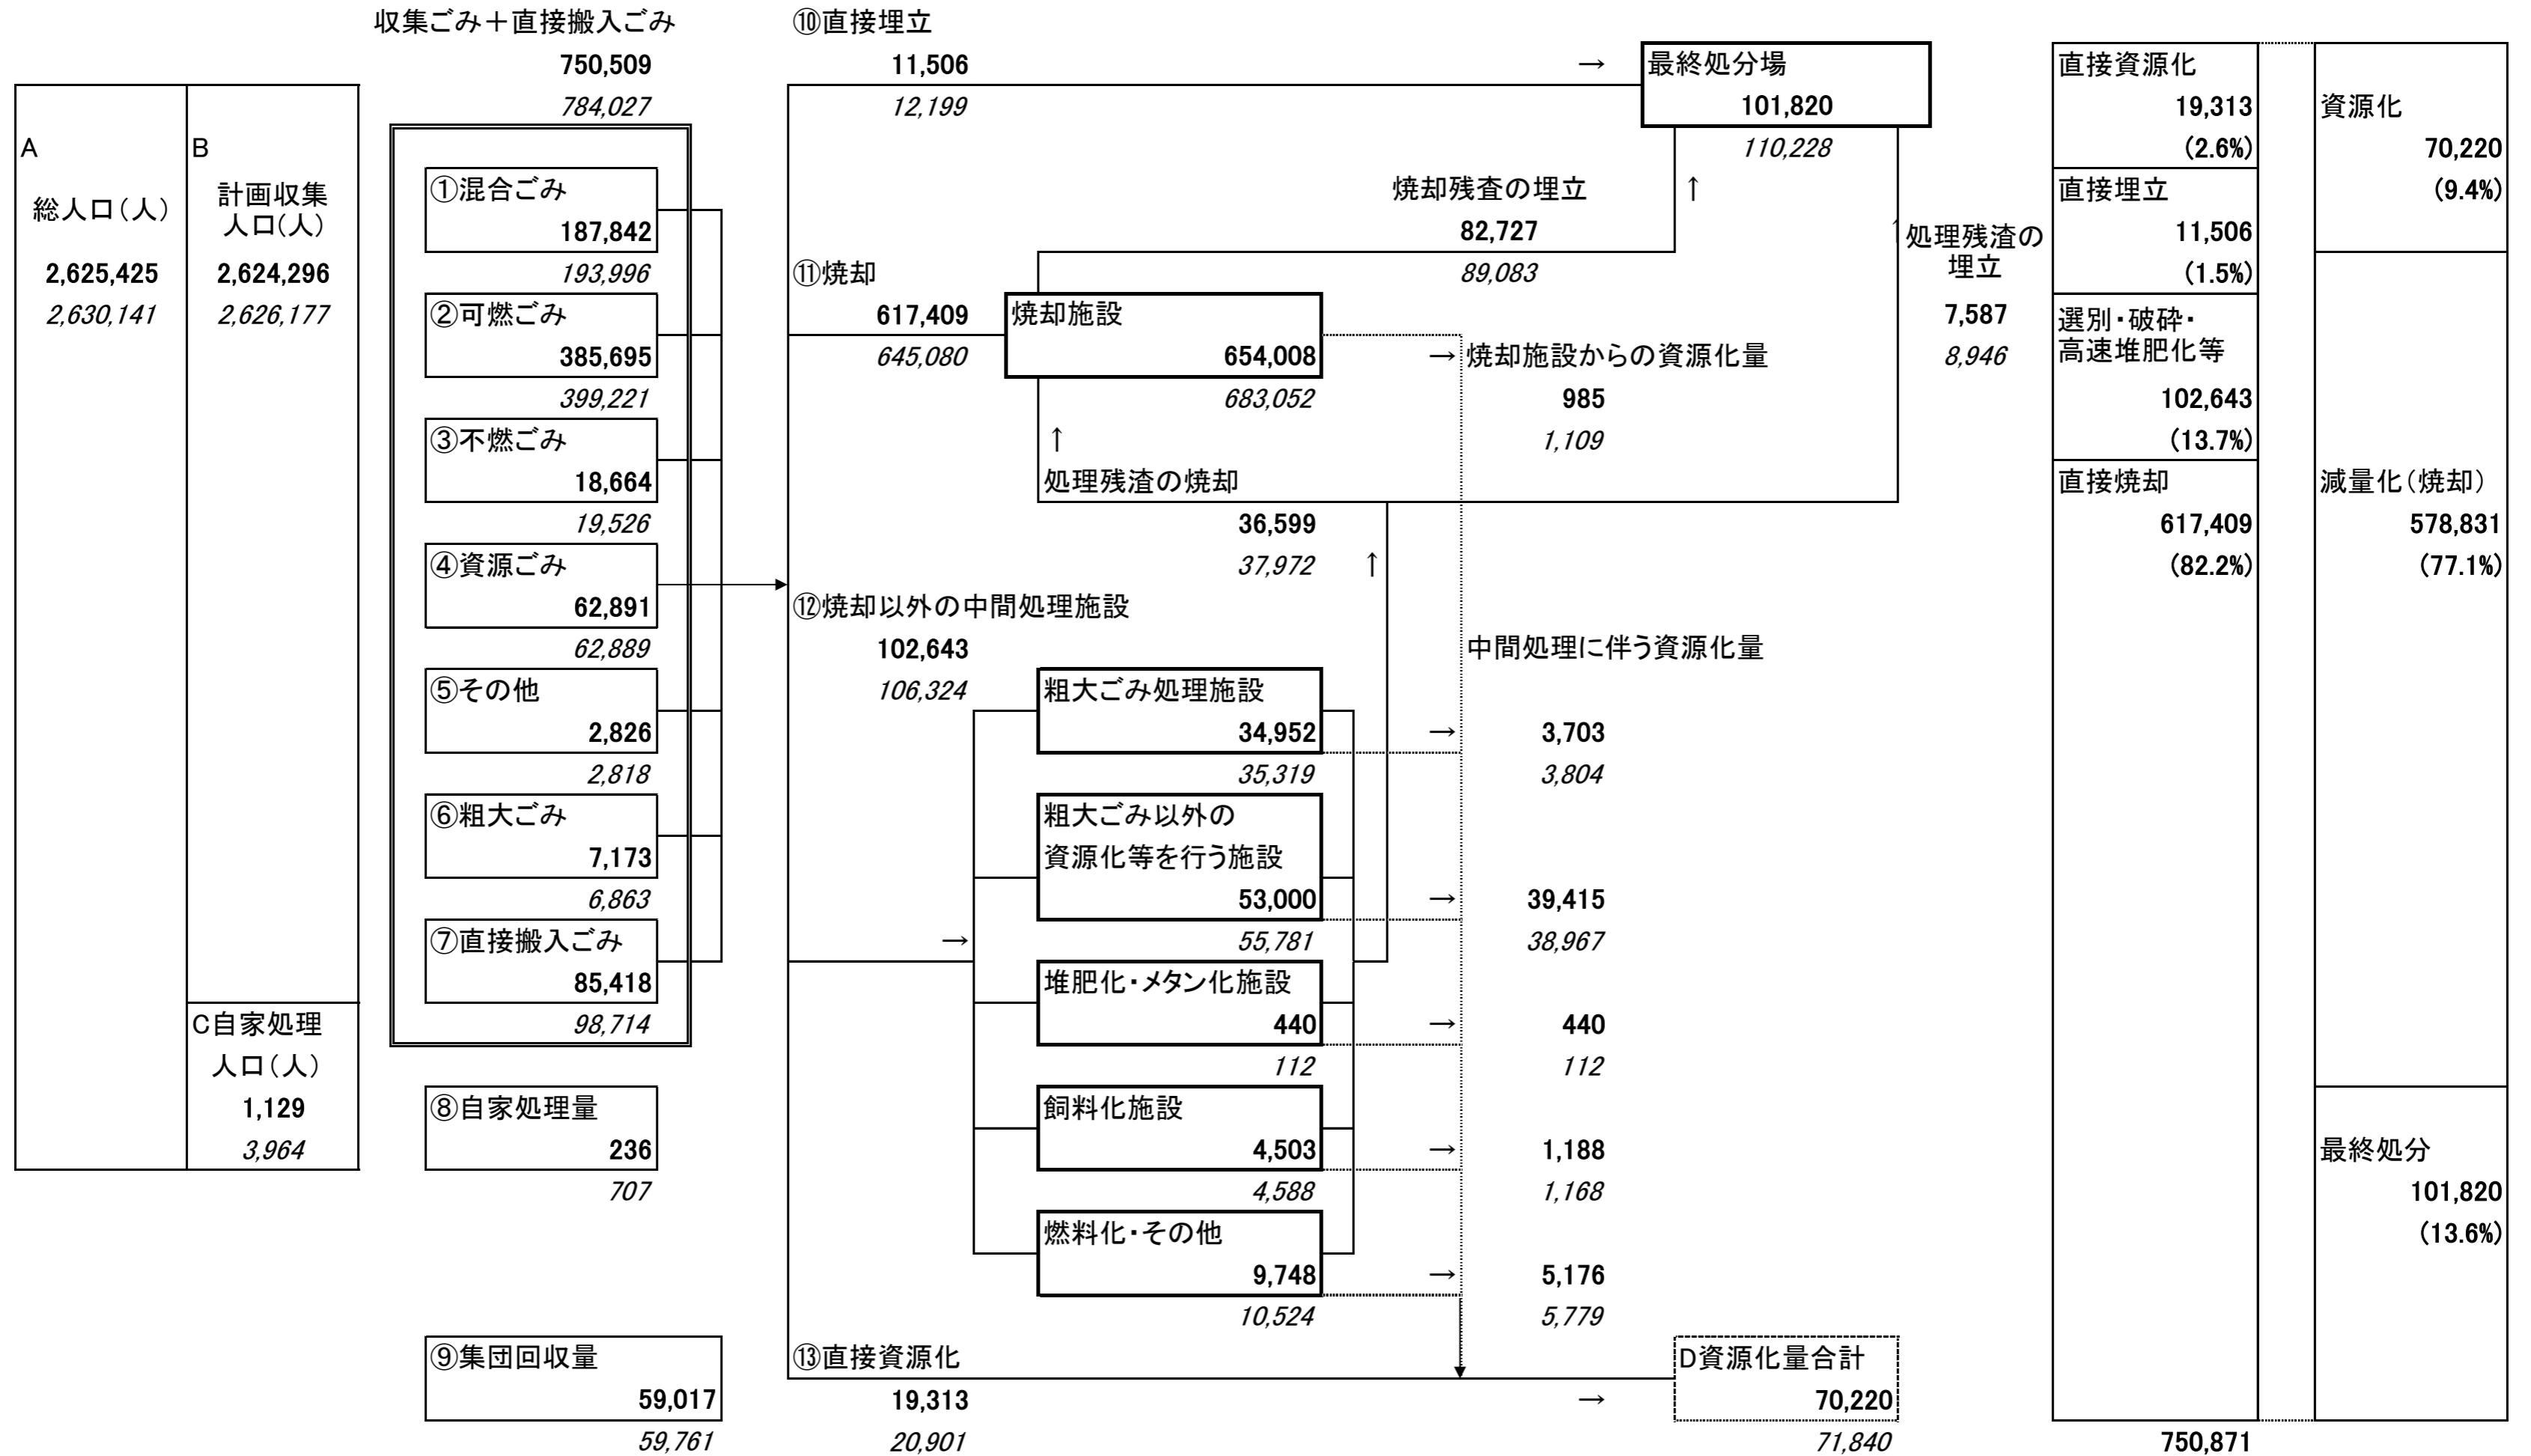 収集ごみ＋直接搬入ごみ
750,509
784,027
A
総人口（人）
2,625,425
2,630,141
B
計画収集
人口(人)
2,624,296
2,626,177
C自家処理
人口（人）
1,129
3,964
①混合ごみ
187,842
193,996
②可燃ごみ
385,695
399,221
③不燃ごみ
18,664
19,526
④資源ごみ
62,891
62,889
⑤その他
2,826
2,818
⑥粗大ごみ
7,173
6,863
⑦直接搬入ごみ
85,418
98,714
⑧自家処理量
236
707
⑨集団回収量
59,017
59,761
⑩直接埋立
11,506
12,199
→
最終処分場
101,820
110,228
焼却残査の埋立
82,727
89,083
↑
↑
処理残渣の
埋立
7,587
8,946
⑪焼却
617,409
645,080
焼却施設
654,008
683,052
→
焼却施設からの資源化量
985
1,109
↑
処理残渣の焼却
36,599
37,972
↑
⑫焼却以外の中間処理施設
102,643
106,324
→
中間処理に伴う資源化量
粗大ごみ処理施設
34,952
35,319
→
3,703
3,804
粗大ごみ以外の
資源化等を行う施設
53,000
55,781
→
39,415
38,967
堆肥化・メタン化施設
440
112
→
440
112
飼料化施設
4,503
4,588
→
1,188
1,168
燃料化・その他
9,748
10,524
→
5,176
5,779
⑬直接資源化
19,313
20,901
→
D資源化量合計
70,220
71,840
直接資源化
19,313
(2.6%)
直接埋立
11,506
(1.5%)
選別・破砕・
高速堆肥化等
102,643
(13.7%)
直接焼却
617,409
(82.2%)
750,871
資源化
70,220
(9.4%)
減量化（焼却）
578,831
(77.1%)
最終処分
101,820
(13.6%)